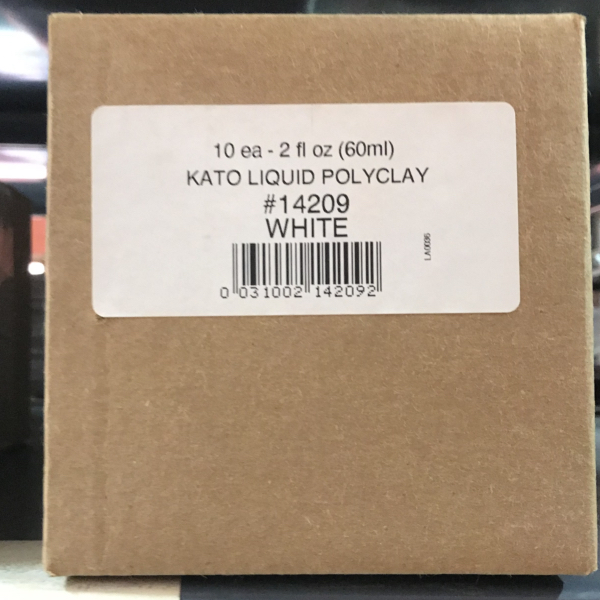 10 ea - 2 fl oz (60ml)
KATO LIQUID POLYCLAY
#14209
WHITE
LA0036
0 031002 142092